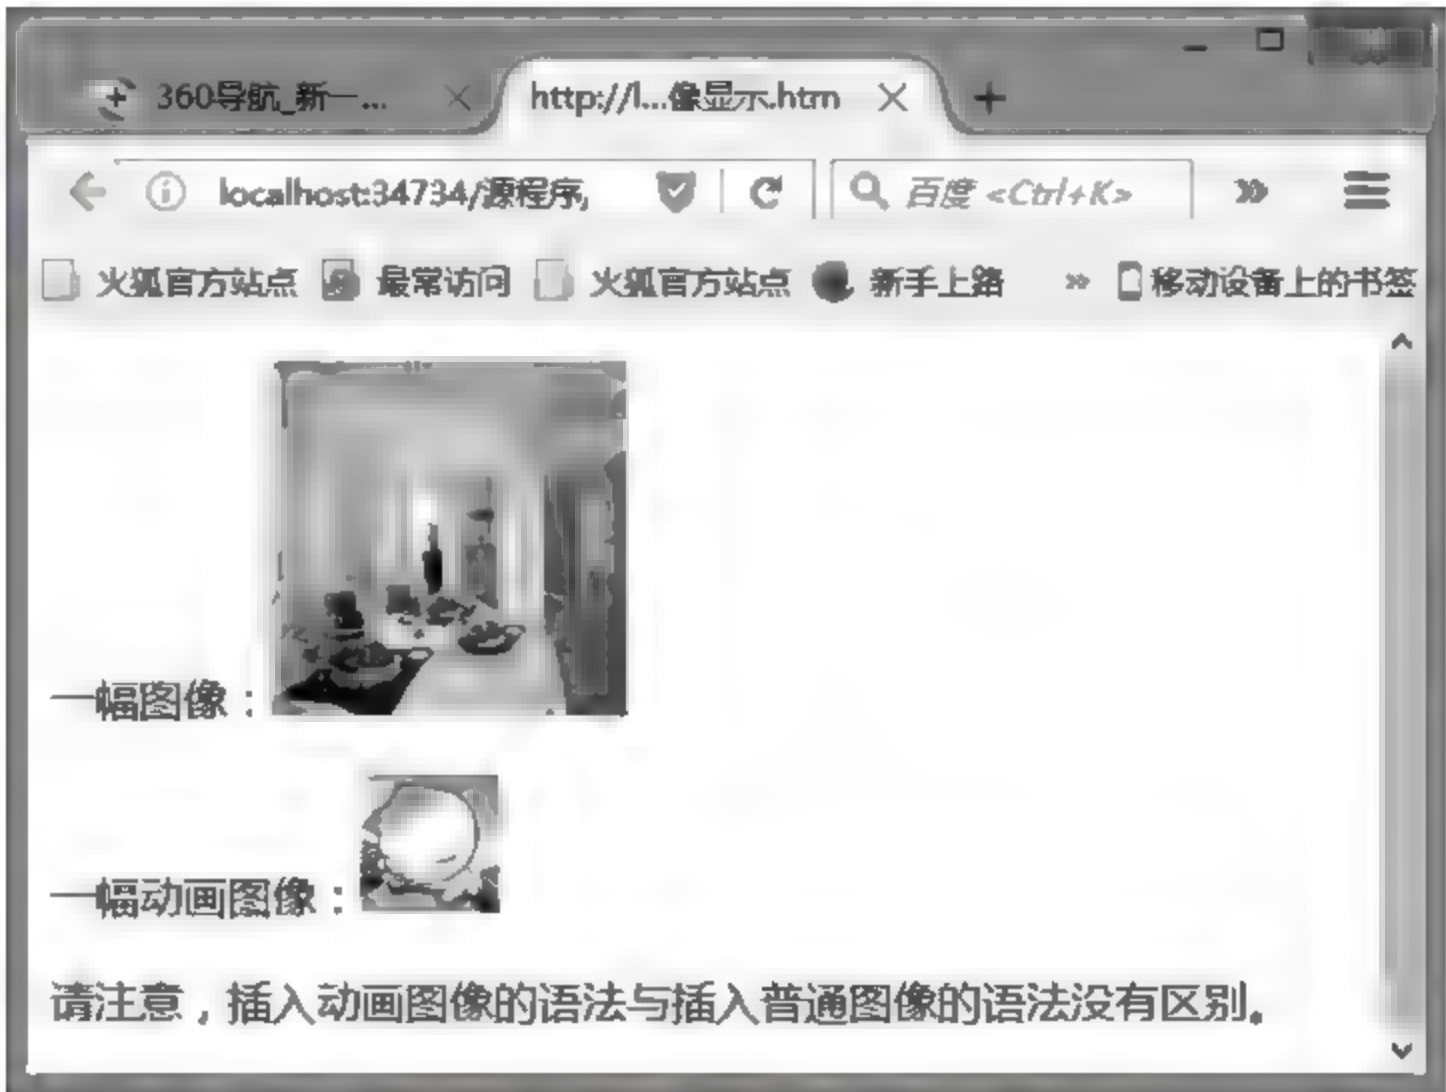 360导航_新一...
http://l...像显示.htm
localhost:34734/源程序/
百度 <Ctrl+K>
火狐官方站点 最常访问 火狐官方站点 新手上路 » 移动设备上的书签
一幅图像：
一幅动画图像：
请注意，插入动画图像的语法与插入普通图像的语法没有区别。